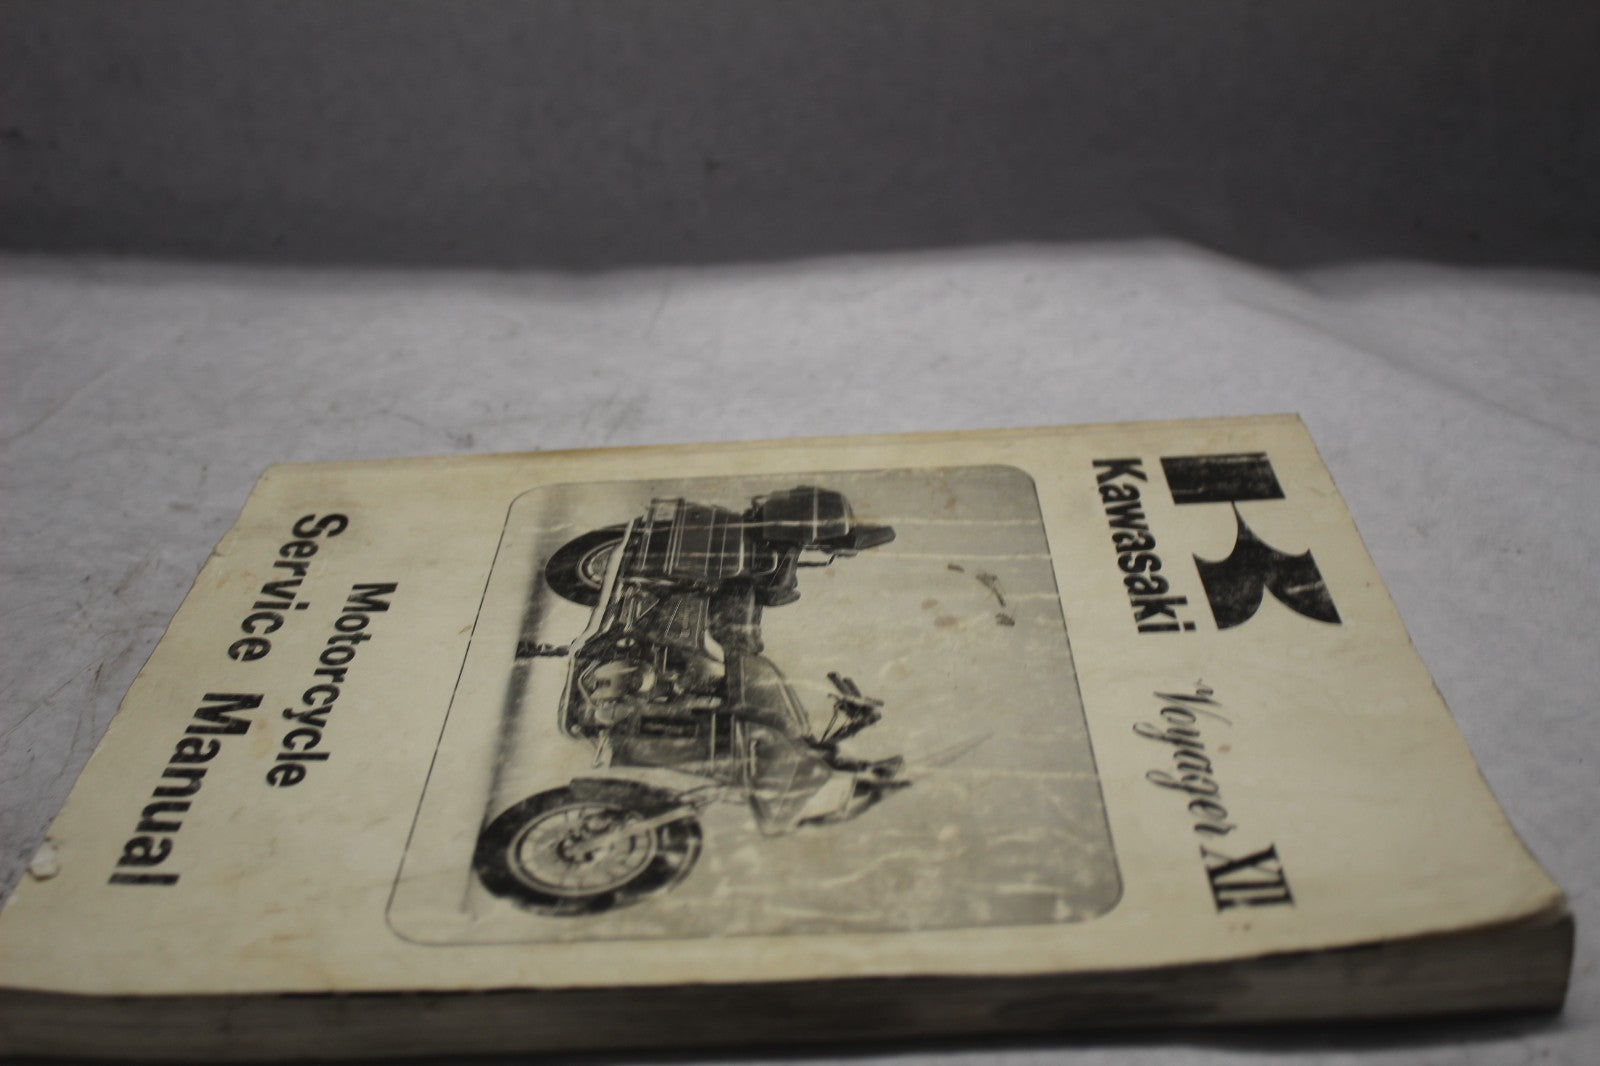 Kawasaki Voyager XII
Motorcycle
Service Manual